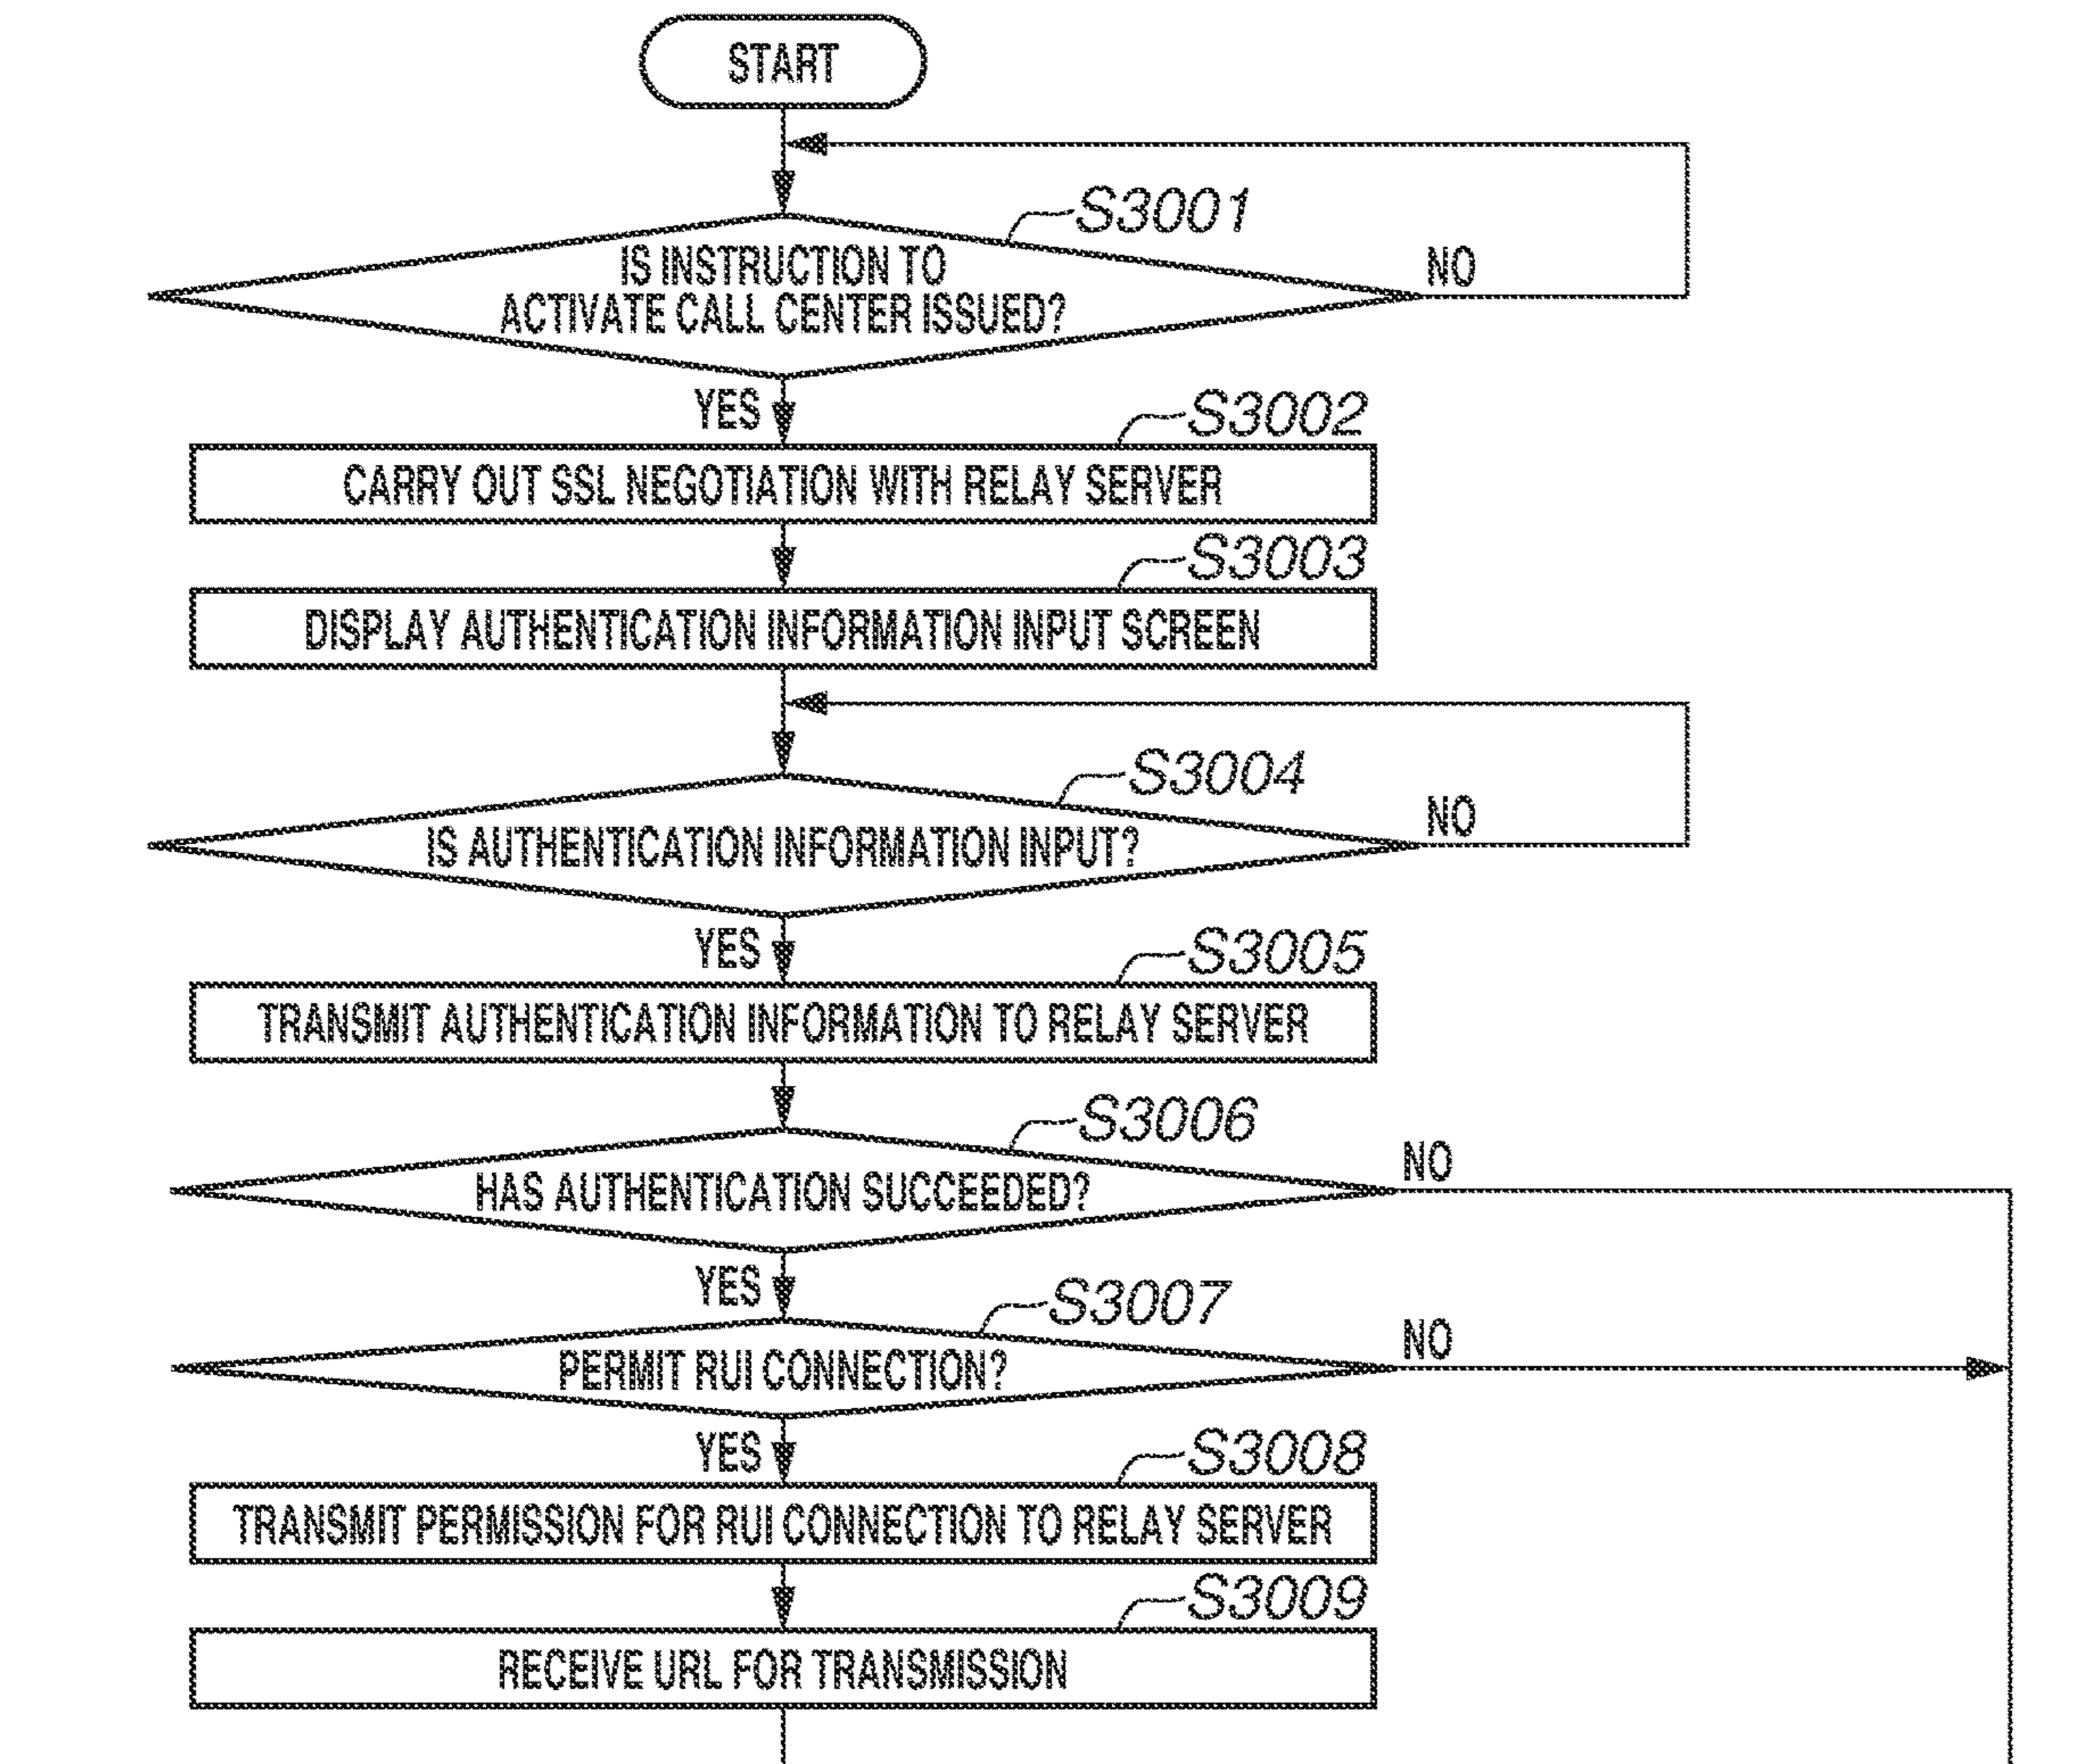 START
S3001
IS INSTRUCTION TO
ACTIVATE CALL CENTER ISSUED?
NO
YES
S3002
CARRY OUT SSL NEGOTIATION WITH RELAY SERVER
S3003
DISPLAY AUTHENTICATION INFORMATION INPUT SCREEN
S3004
NO
IS AUTHENTICATION INFORMATION INPUT?
YES
S3005
TRANSMIT AUTHENTICATION INFORMATION TO RELAY SERVER
S3006
NO
HAS AUTHENTICATION SUCCEEDED?
YES
S3007
NO
PERMIT RUI CONNECTION?
YES
S3008
TRANSMIT PERMISSION FOR RUI CONNECTION TO RELAY SERVER
S3009
RECEIVE URL FOR TRANSMISSION